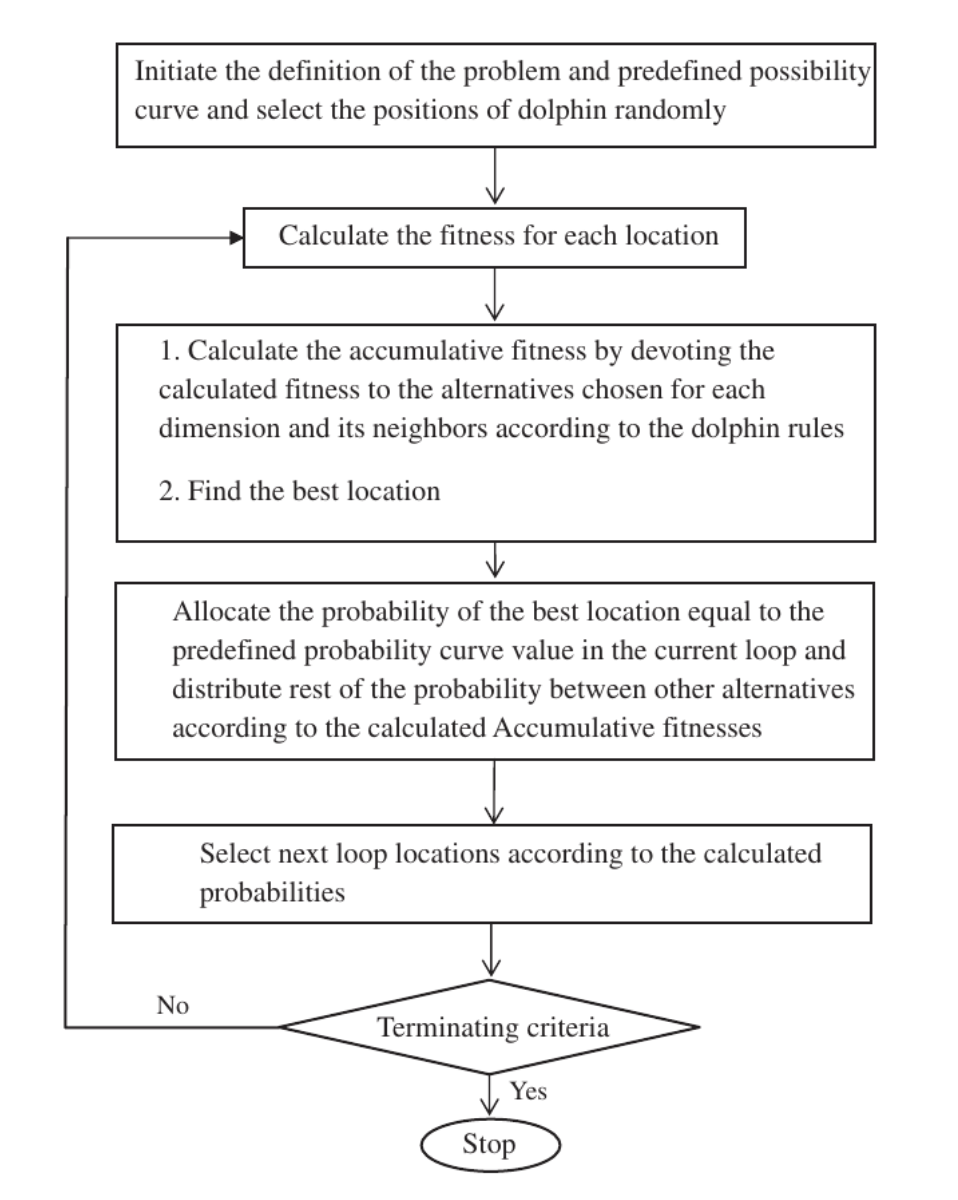 Initiate the definition of the problem and predefined possibility
curve and select the positions of dolphin randomly
Calculate the fitness for each location
1. Calculate the accumulative fitness by devoting the
calculated fitness to the alternatives chosen for each
dimension and its neighbors according to the dolphin rules
2. Find the best location
Allocate the probability of the best location equal to the
predefined probability curve value in the current loop and
distribute rest of the probability between other alternatives
according to the calculated Accumulative fitnesses
Select next loop locations according to the calculated
probabilities
No
Terminating criteria
Yes
Stop